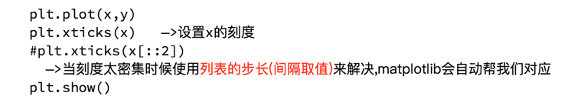 plt.plot(x,y)
plt.xticks(x)   —>设置x的刻度
#plt.xticks(x[::2])
—>当刻度太密集时候使用列表的步长(间隔取值)来解决,matplotlib会自动帮我们对应
plt.show()